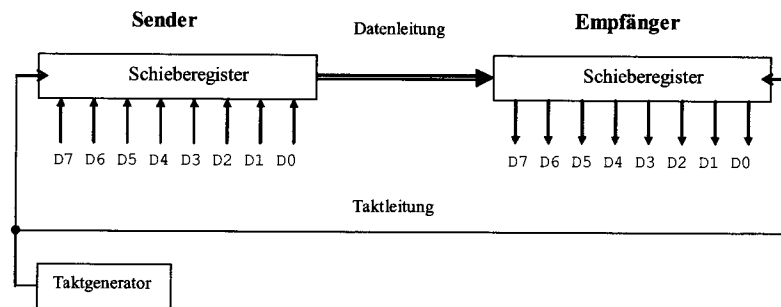 Sender
Datenleitung
Empfänger
Schieberegister
Schieberegister
D7 D6 D5 D4 D3 D2 D1 D0
D7 D6 D5 D4 D3 D2 D1 D0
Taktleitung
Taktgenerator